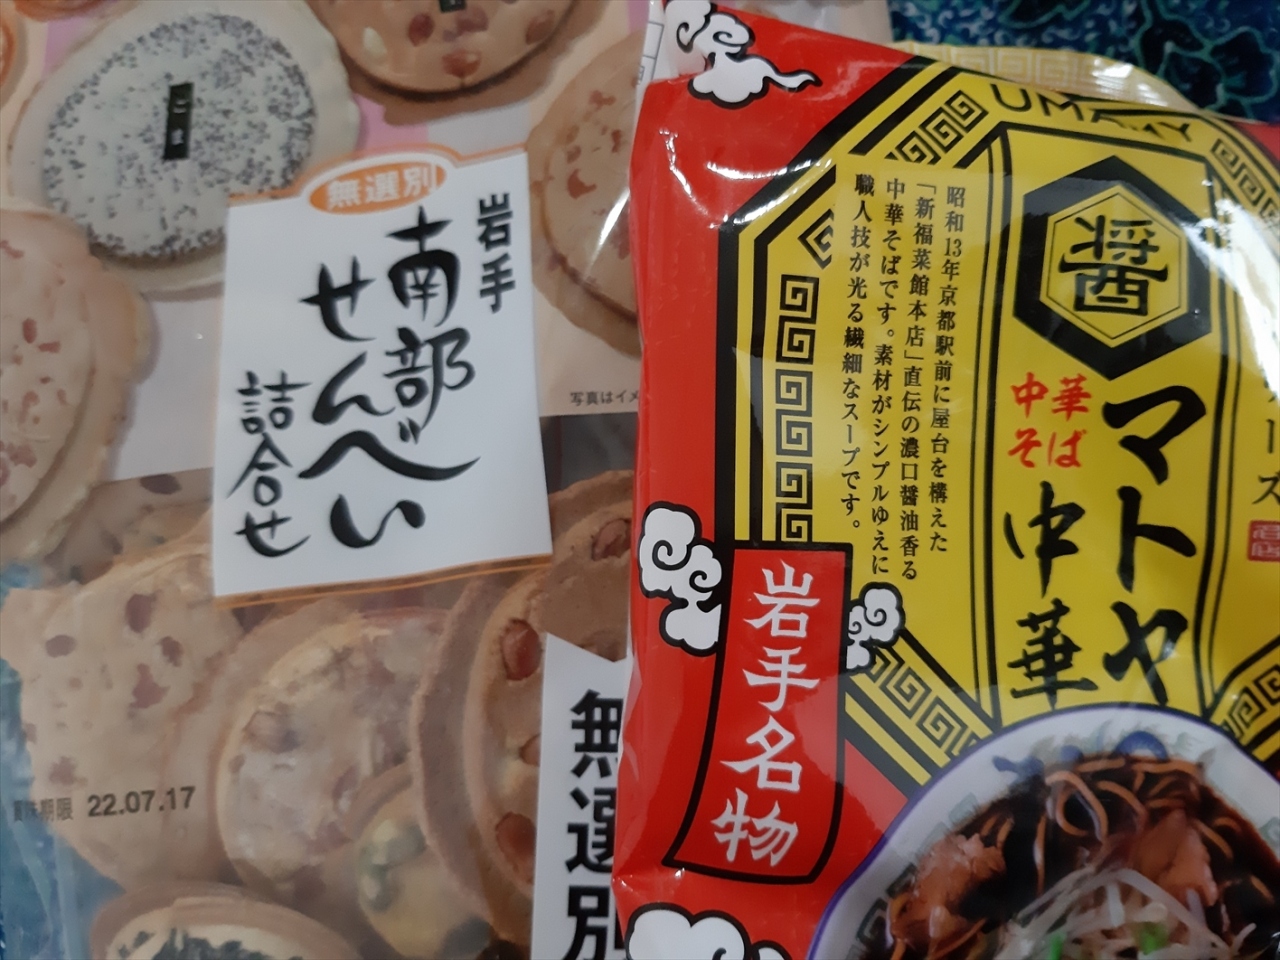 ごま
無選別
岩手
南部
せんべい
詰合せ
写真はイメ
賞味期限 22.07.17
無選別
UMAMY
醤
マトヤ
中華
中華
そば
ーズ
昭和13年京都駅前に屋台を構えた
「新福菜館本店」直伝の濃口醤油香る
中華そばです。素材がシンプルゆえに
職人技が光る繊細なスープです。
岩手名物